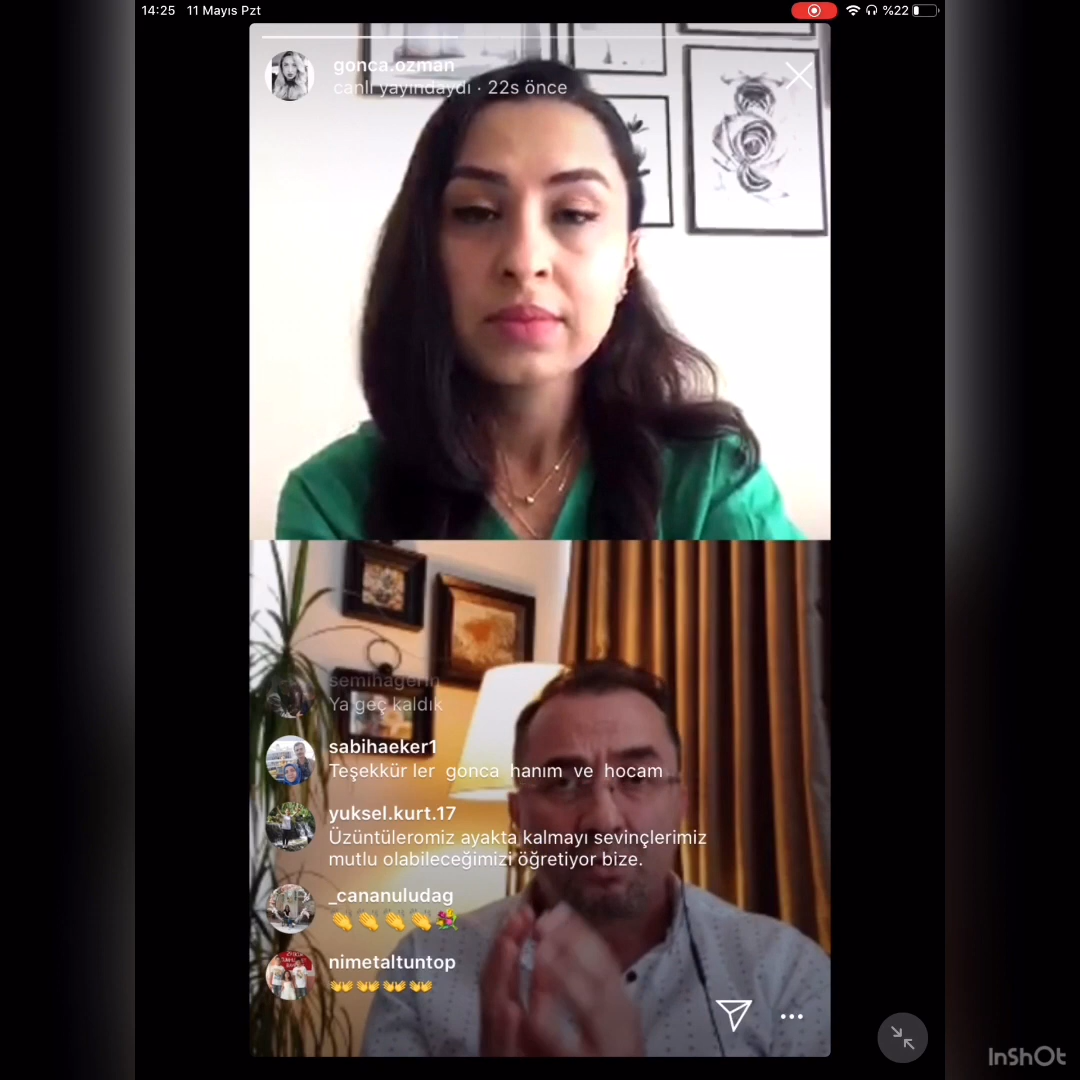 14:25 11 Mayıs Pzt
%22
gonca.ozman
canlı yayındaydı · 22s önce
semihagerin
Ya geç kaldık
sabihaeker1
Teşekkür ler gonca hanım ve hocam
yuksel.kurt.17
Üzüntüleromiz ayakta kalmayı sevinçlerimiz
mutlu olabileceğimizi öğretiyor bize.
_cananuludag
👏👏👏👏💐
nimetaltuntop
👐👐👐👐
InShOt